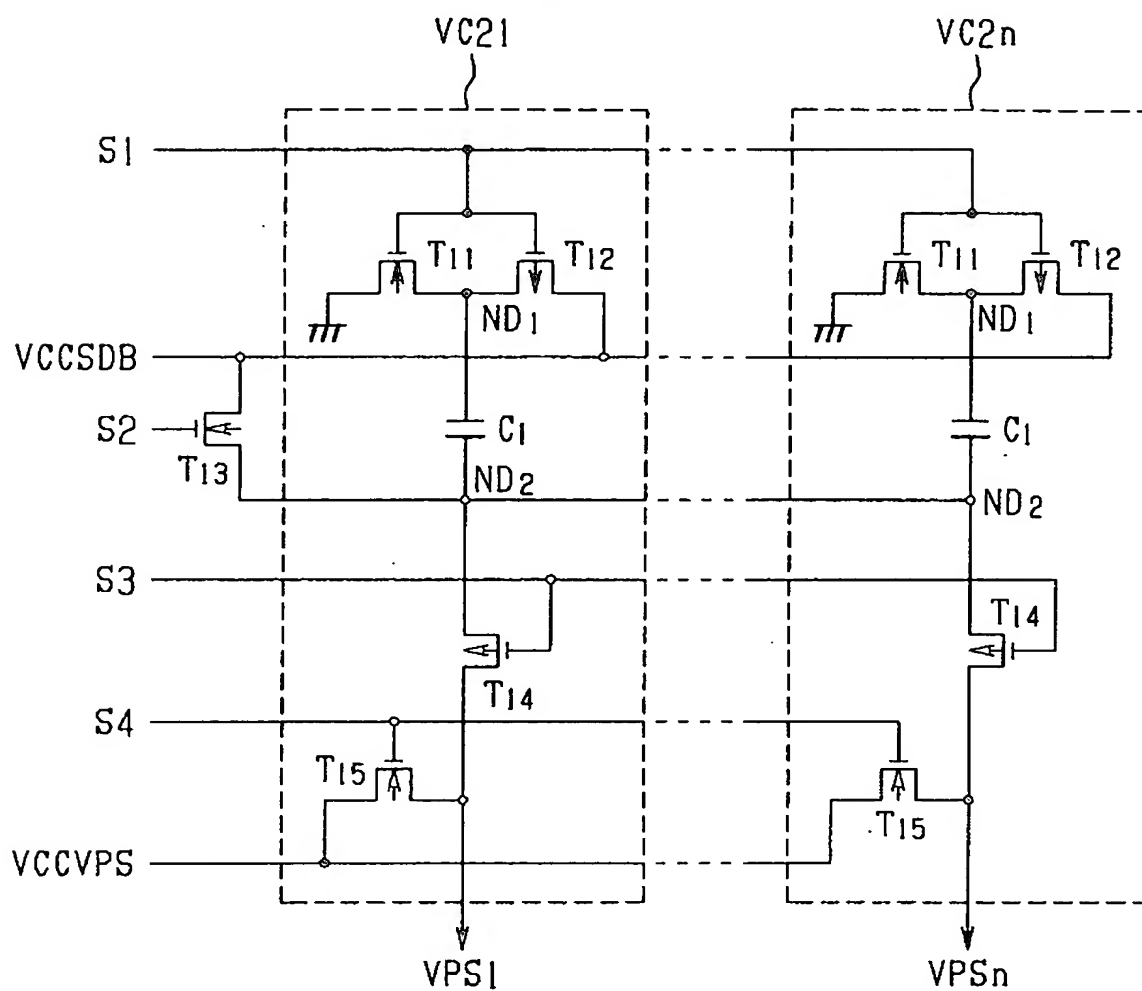 VC21 VC2n
S1
T11 T12 T11 T12
ND1 ND1
VCCSDB
S2 C1 C1
T13
ND2 ND2
S3
T14
T14
S4
T15
T15
VCCVPS
VPS1 VPSn